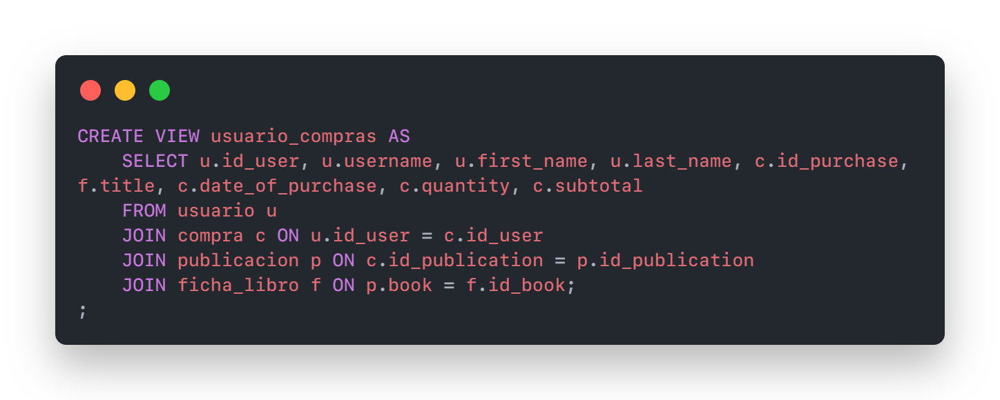 CREATE VIEW usuario_compras AS
    SELECT u.id_user, u.username, u.first_name, u.last_name, c.id_purchase,
f.title, c.date_of_purchase, c.quantity, c.subtotal
    FROM usuario u
    JOIN compra c ON u.id_user = c.id_user
    JOIN publicacion p ON c.id_publication = p.id_publication
    JOIN ficha_libro f ON p.book = f.id_book;
;